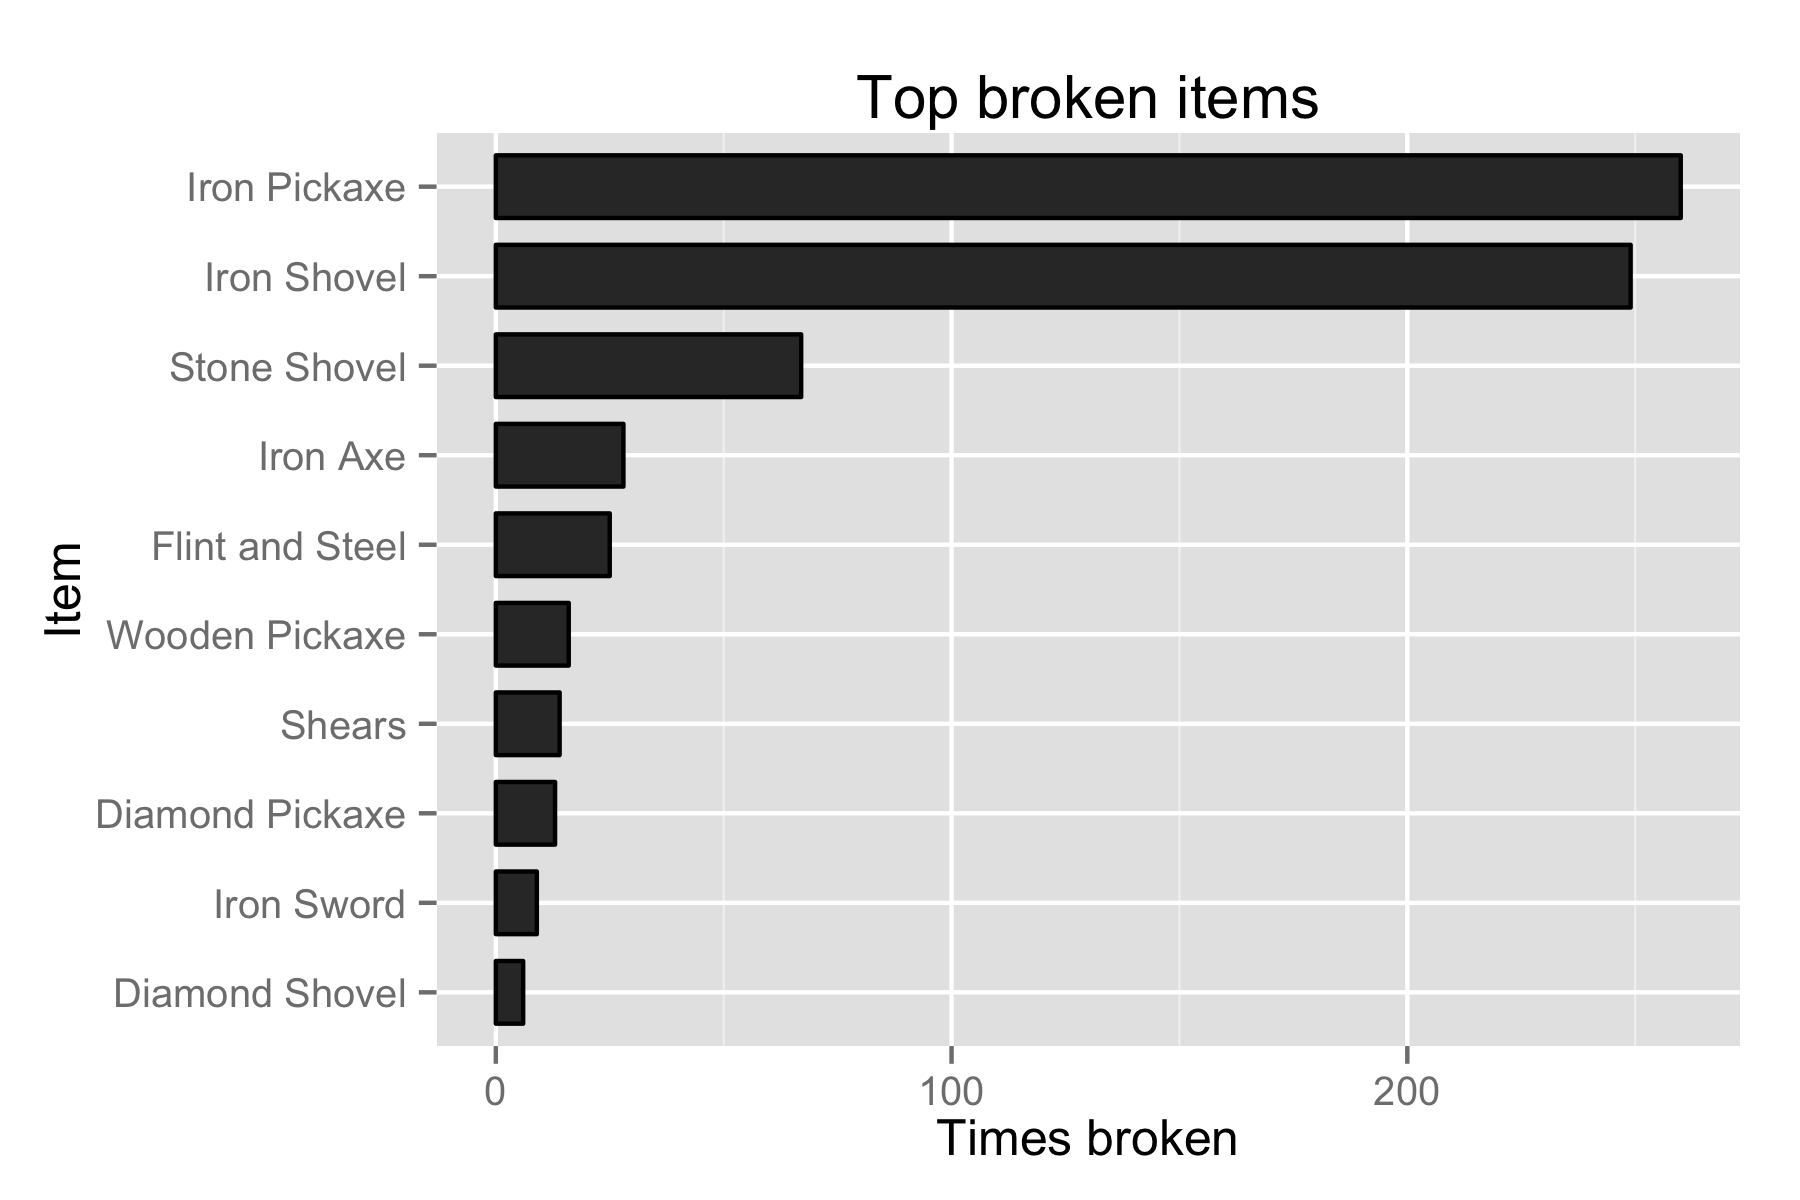 Top broken items
Iron Pickaxe
Iron Shovel
Stone Shovel
Iron Axe
Flint and Steel
Wooden Pickaxe
Shears
Diamond Pickaxe
Iron Sword
Diamond Shovel
Item
0 100 200
Times broken